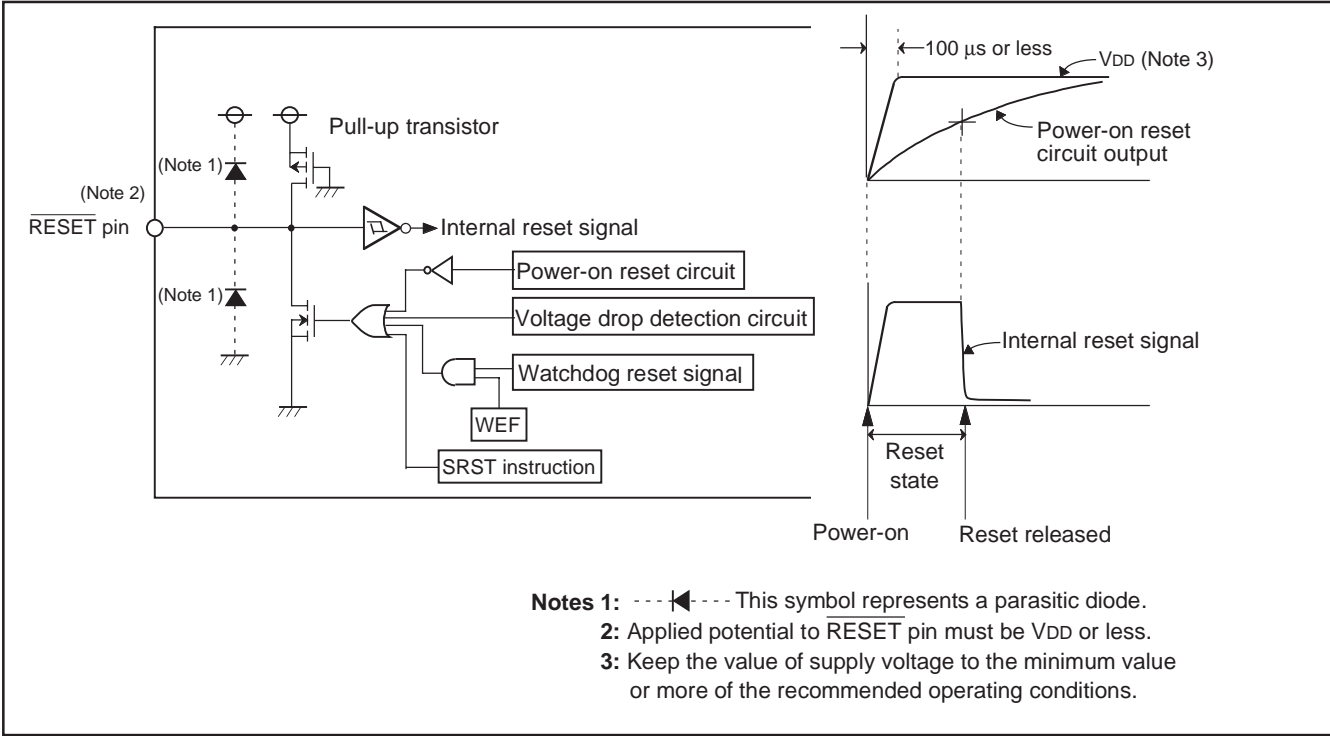 100 µs or less
VDD (Note 3)
Pull-up transistor
Power-on reset
circuit output
(Note 1)
(Note 2)
RESET pin
Internal reset signal
Power-on reset circuit
(Note 1)
Voltage drop detection circuit
Watchdog reset signal
WEF
SRST instruction
Internal reset signal
Reset
state
Power-on
Reset released
Notes 1: This symbol represents a parasitic diode.
2: Applied potential to RESET pin must be VDD or less.
3: Keep the value of supply voltage to the minimum value
or more of the recommended operating conditions.